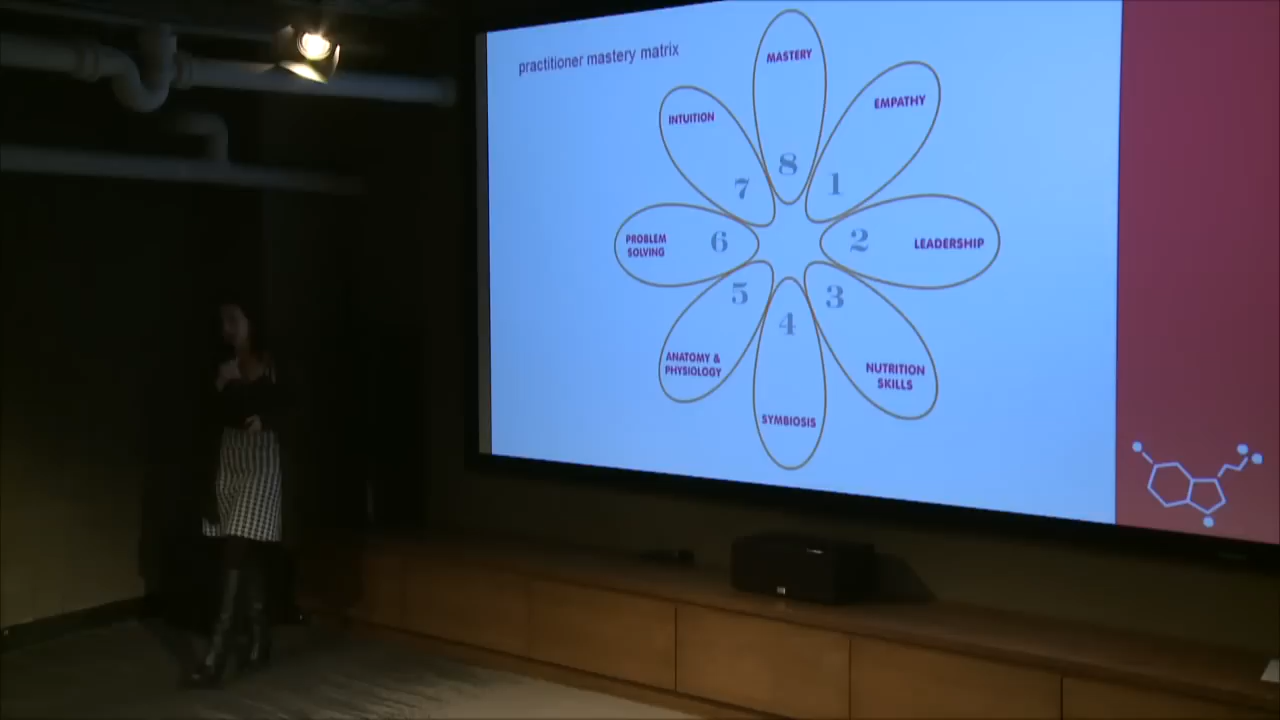 practitioner mastery matrix
MASTERY
8
EMPATHY
1
LEADERSHIP
2
NUTRITION
SKILLS
3
SYMBIOSIS
4
ANATOMY &
PHYSIOLOGY
5
PROBLEM
SOLVING
6
INTUITION
7